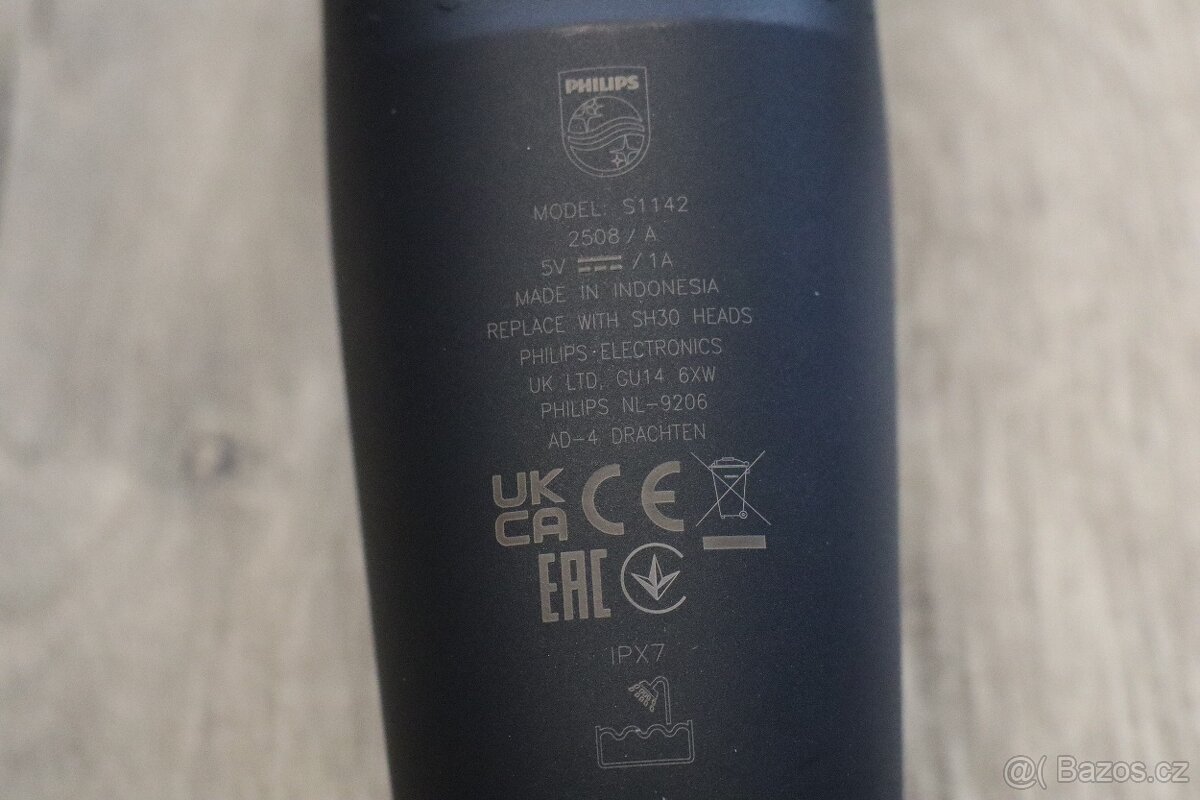 PHILIPS
MODEL: S1142
2508 / A
5V ⎓ / 1A
MADE IN INDONESIA
REPLACE WITH SH30 HEADS
PHILIPS ELECTRONICS
UK LTD, GU14 6XW
PHILIPS NL-9206
AD-4 DRACHTEN
UK
CA
CE
EAC
IPX7
@( Bazos.cz